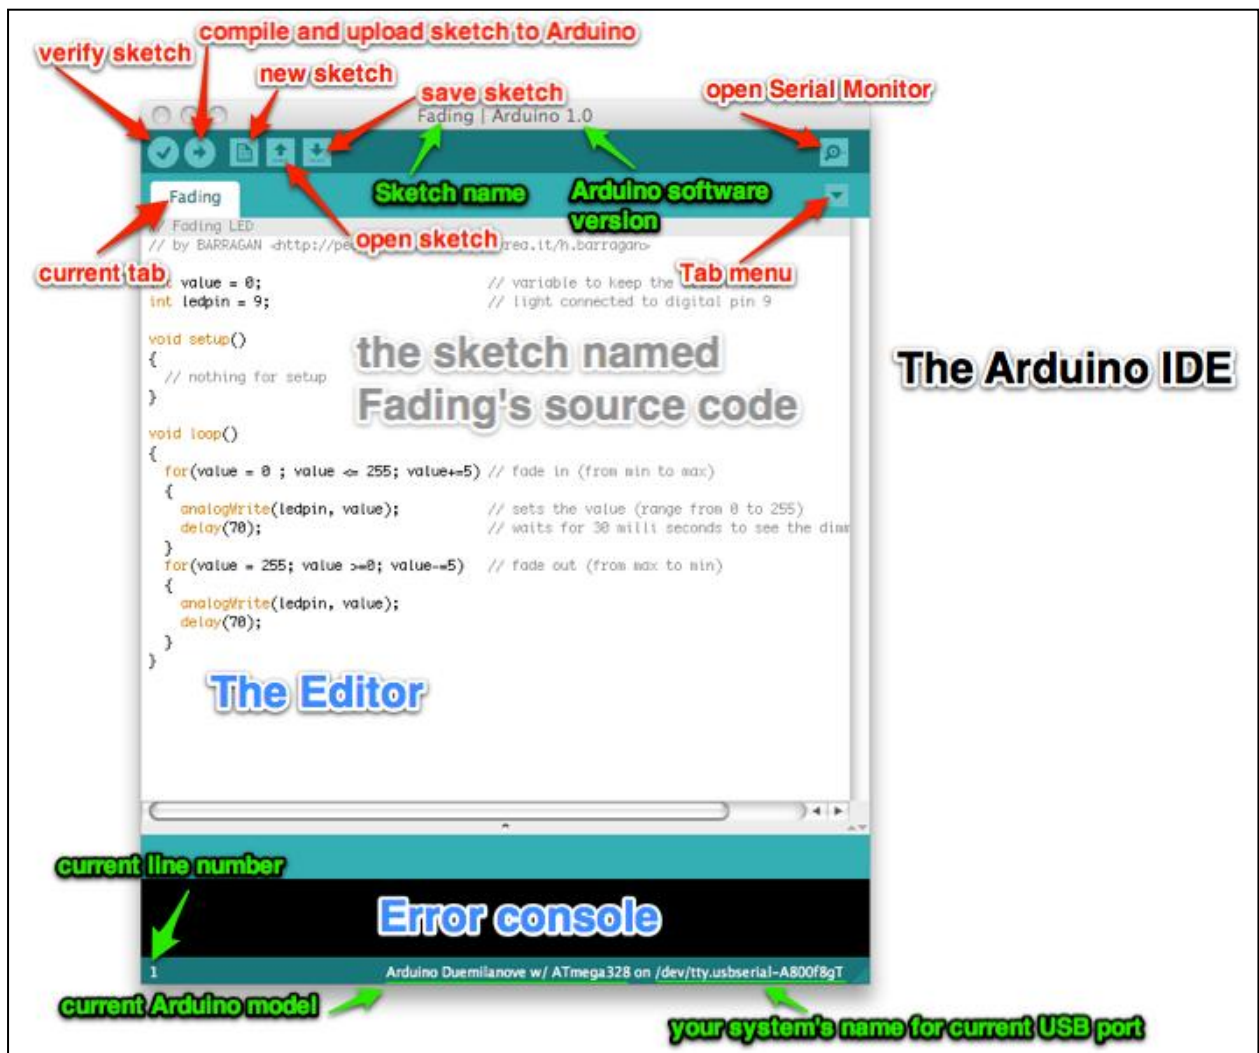 compile and upload sketch to Arduino
verify sketch
new sketch
save sketch
open Serial Monitor
Fading | Arduino 1.0
Sketch name
Arduino software
version
Fading
// Fading LED
// by BARRAGAN <http://pe
open sketch
rea.it/h.barragan>
current tab
Tab menu
int value = 0; // variable to keep the
int ledpin = 9; // light connected to digital pin 9
void setup()
{
// nothing for setup
}
the sketch named
Fading's source code
The Arduino IDE
void loop()
{
for(value = 0 ; value <= 255; value+=5) // fade in (from min to max)
{
analogWrite(ledpin, value); // sets the value (range from 0 to 255)
delay(70); // waits for 30 milli seconds to see the dimm
}
for(value = 255; value >=0; value-=5) // fade out (from max to min)
{
analogWrite(ledpin, value);
delay(70);
}
}
The Editor
current line number
Error console
1
Arduino Duemilanove w/ ATmega328 on /dev/tty.usbserial-A800f8gT
current Arduino model
your system's name for current USB port